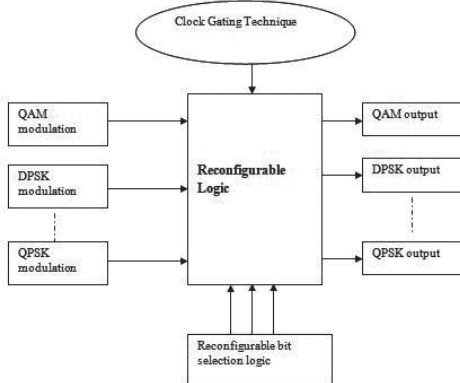 Clock Gating Technique
QAM
modulation
DPSK
modulation
QPSK
modulation
Reconfigurable
Logic
QAM output
DPSK output
QPSK output
Reconfigurable bit
selection logic